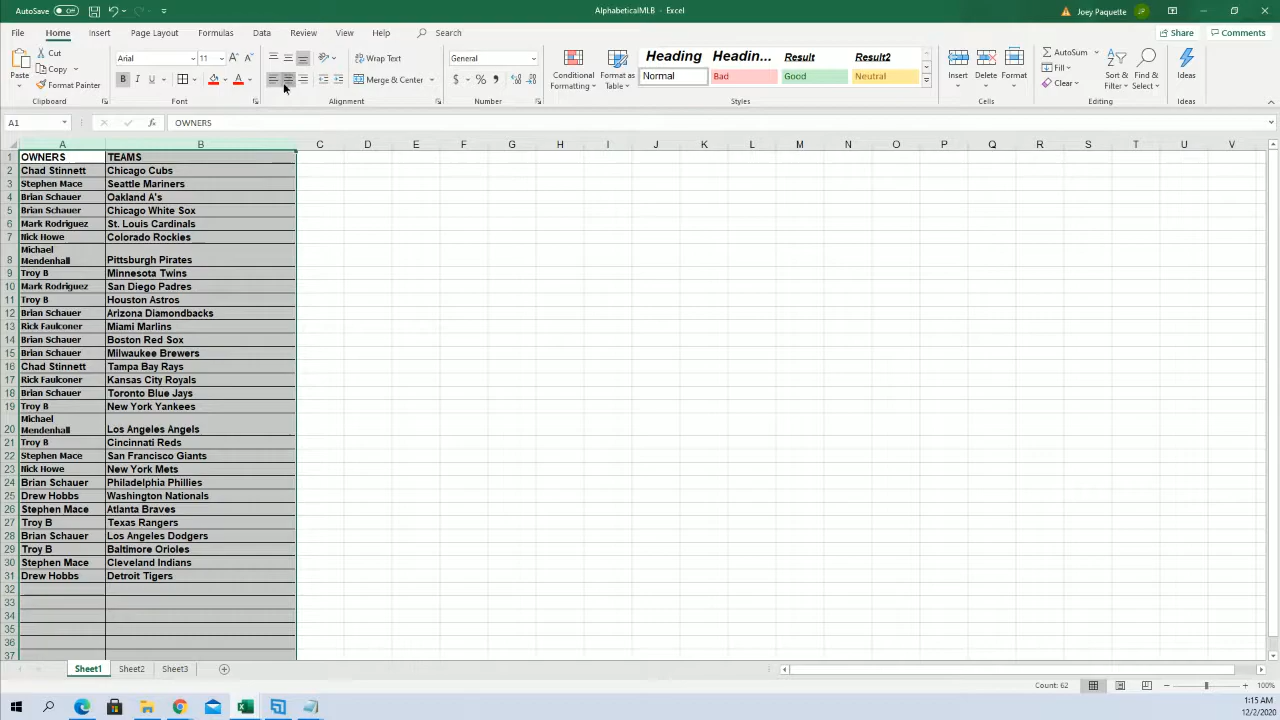 AutoSave Off AlphabeticalMLB - Excel Joey Paquette JP
File Home Insert Page Layout Formulas Data Review View Help Search Share Comments
Paste Cut Copy Format Painter Clipboard
Arial 11 B I U A Font
Wrap Text Merge & Center Alignment
General $ % Number
Conditional Formatting Format as Table
Heading Headin... Result Result2
Normal Bad Good Neutral
Styles
Insert Delete Format Cells
AutoSum Fill Clear Sort & Filter Find & Select Editing
Ideas Ideas
A1 fx OWNERS
A B C D E F G H I J K L M N O P Q R S T U V
1 OWNERS TEAMS
2 Chad Stinnett Chicago Cubs
3 Stephen Mace Seattle Mariners
4 Brian Schauer Oakland A's
5 Brian Schauer Chicago White Sox
6 Mark Rodriguez St. Louis Cardinals
7 Nick Howe Colorado Rockies
8 Michael Mendenhall Pittsburgh Pirates
9 Troy B Minnesota Twins
10 Mark Rodriguez San Diego Padres
11 Troy B Houston Astros
12 Brian Schauer Arizona Diamondbacks
13 Rick Faulconer Miami Marlins
14 Brian Schauer Boston Red Sox
15 Brian Schauer Milwaukee Brewers
16 Chad Stinnett Tampa Bay Rays
17 Rick Faulconer Kansas City Royals
18 Brian Schauer Toronto Blue Jays
19 Troy B New York Yankees
20 Michael Mendenhall Los Angeles Angels
21 Troy B Cincinnati Reds
22 Stephen Mace San Francisco Giants
23 Nick Howe New York Mets
24 Brian Schauer Philadelphia Phillies
25 Drew Hobbs Washington Nationals
26 Stephen Mace Atlanta Braves
27 Troy B Texas Rangers
28 Brian Schauer Los Angeles Dodgers
29 Troy B Baltimore Orioles
30 Stephen Mace Cleveland Indians
31 Drew Hobbs Detroit Tigers
32
33
34
35
36
37
Sheet1 Sheet2 Sheet3
Count: 62 100%
1:15 AM
12/2/2020